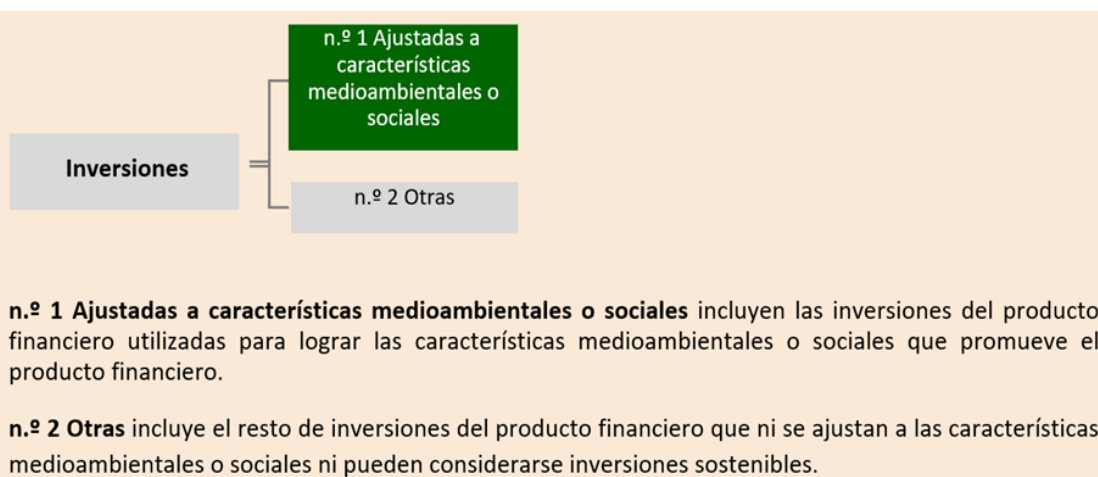 n.º 1 Ajustadas a
características
medioambientales o
sociales
Inversiones
n.º 2 Otras
n.º 1 Ajustadas a características medioambientales o sociales incluyen las inversiones del producto
financiero utilizadas para lograr las características medioambientales o sociales que promueve el
producto financiero.
n.º 2 Otras incluye el resto de inversiones del producto financiero que ni se ajustan a las características
medioambientales o sociales ni pueden considerarse inversiones sostenibles.